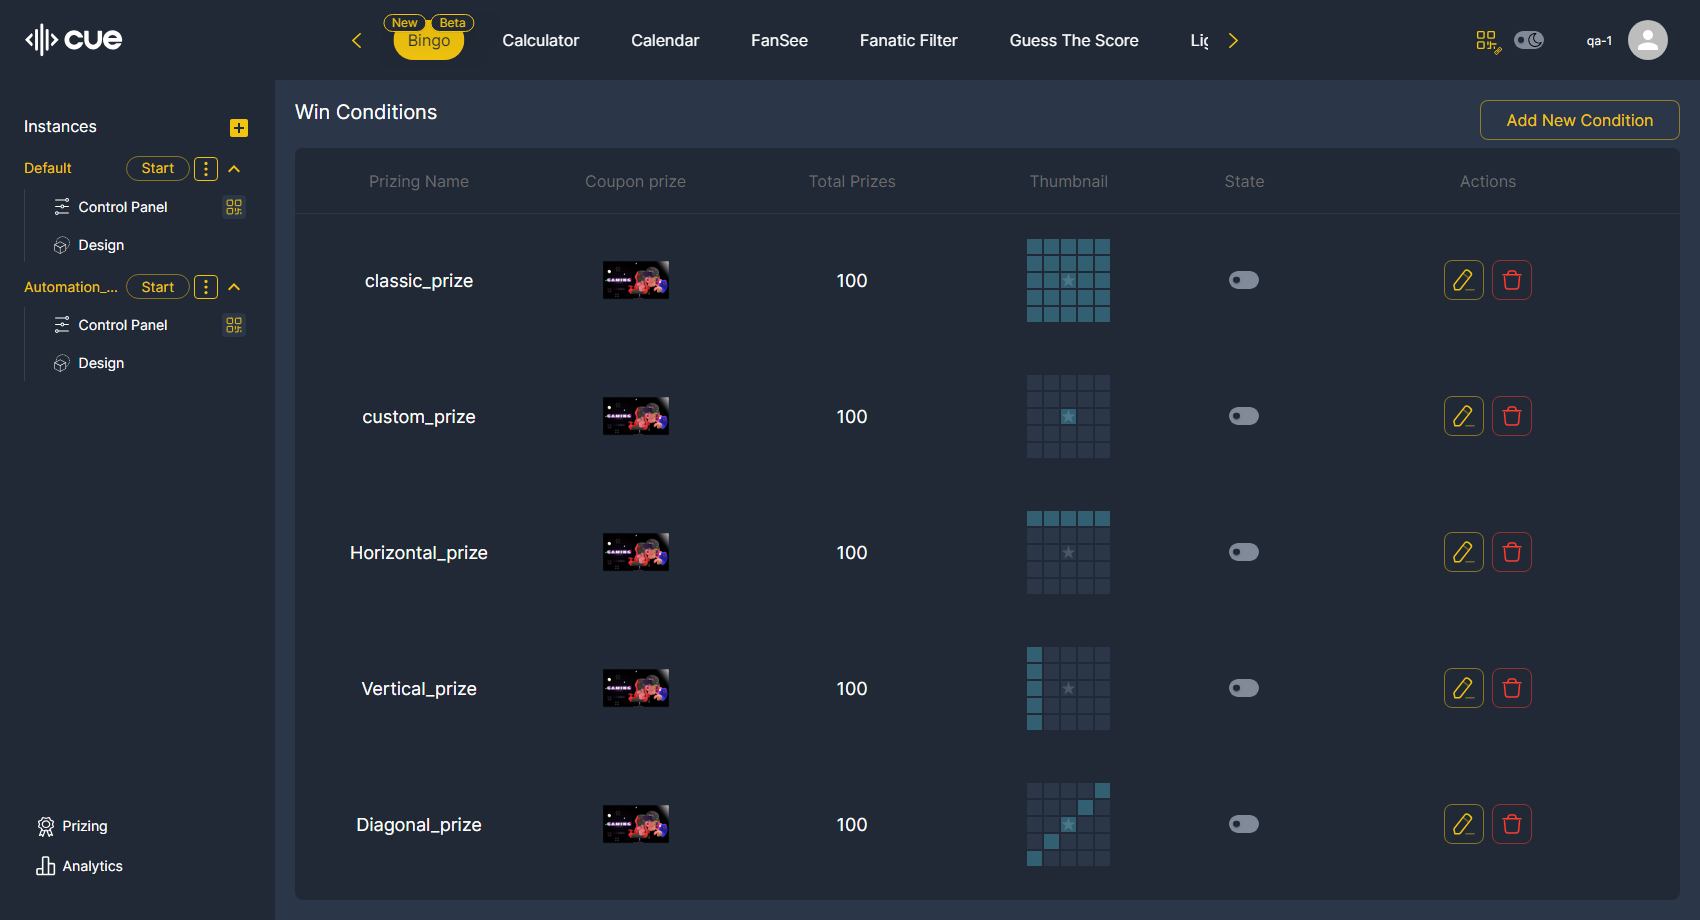 cue
New Beta
Bingo Calculator Calendar FanSee Fanatic Filter Guess The Score
qa-1
Instances
Default Start
Control Panel
Design
Automation_... Start
Control Panel
Design
Prizing
Analytics
Win Conditions
Add New Condition
Prizing Name Coupon prize Total Prizes Thumbnail State Actions
classic_prize GAMING 100
custom_prize GAMING 100
Horizontal_prize GAMING 100
Vertical_prize GAMING 100
Diagonal_prize GAMING 100